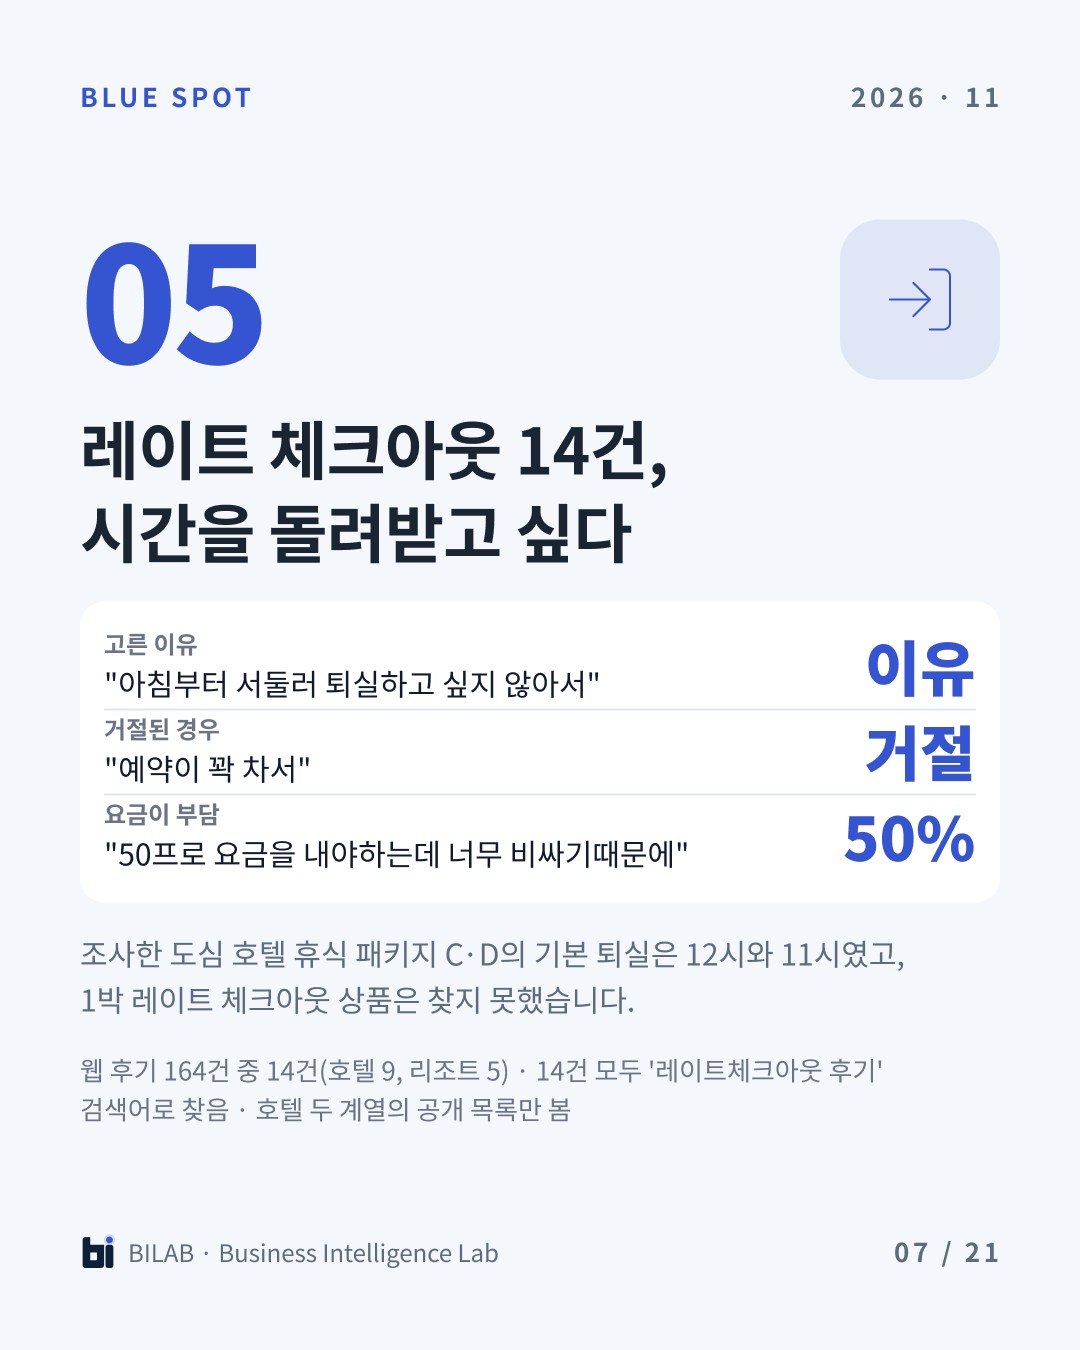 BLUE SPOT
2026 · 11
05
레이트 체크아웃 14건,
시간을 돌려받고 싶다
고른 이유
"아침부터 서둘러 퇴실하고 싶지 않아서"
이유
거절된 경우
"예약이 꽉 차서"
거절
요금이 부담
"50프로 요금을 내야하는데 너무 비싸기때문에"
50%
조사한 도심 호텔 휴식 패키지 C·D의 기본 퇴실은 12시와 11시였고,
1박 레이트 체크아웃 상품은 찾지 못했습니다.
웹 후기 164건 중 14건(호텔 9, 리조트 5) · 14건 모두 '레이트체크아웃 후기'
검색어로 찾음 · 호텔 두 계열의 공개 목록만 봄
bi BILAB · Business Intelligence Lab
07 / 21